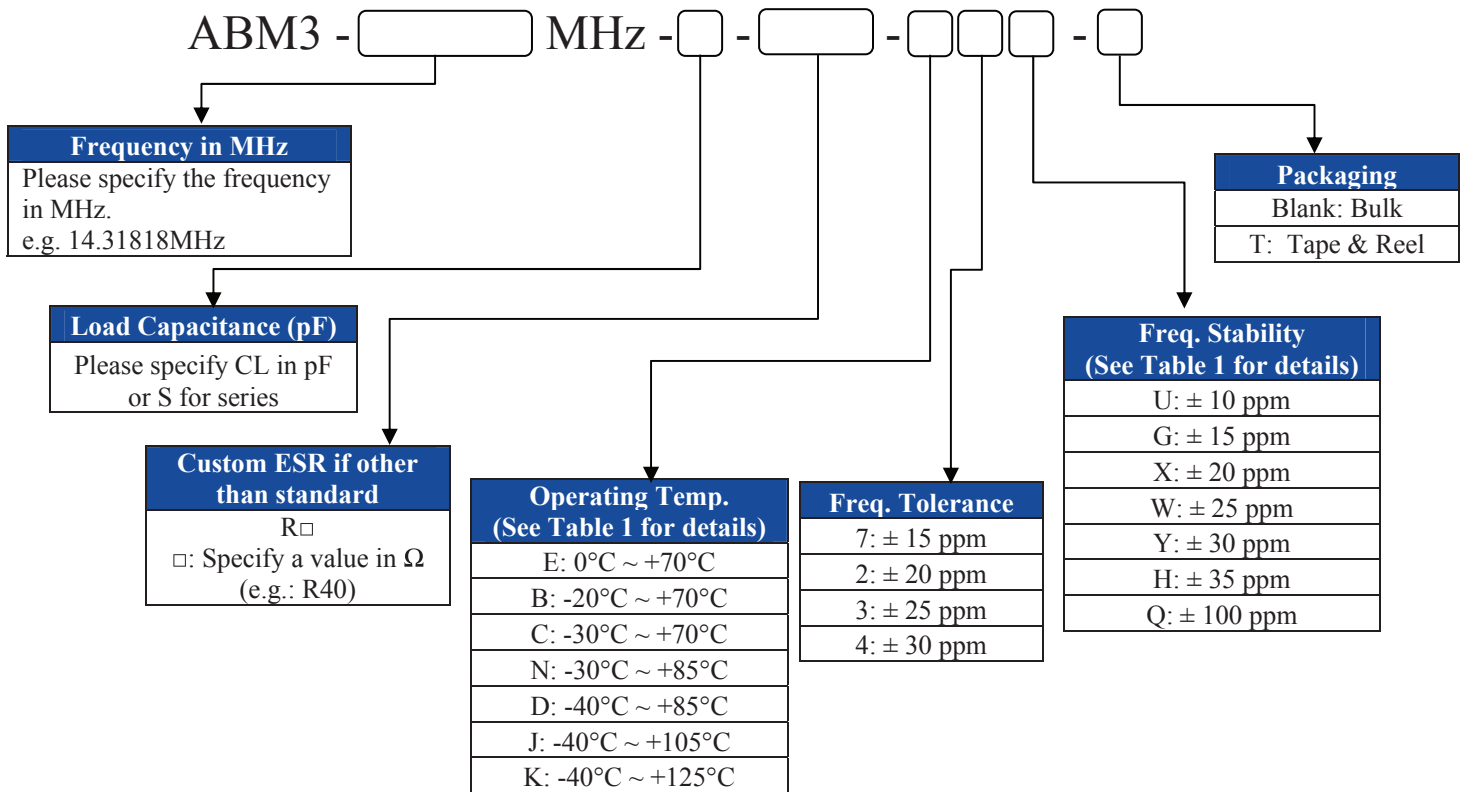 ABM3 - MHz - - - -
Frequency in MHz
Please specify the frequency
in MHz.
e.g. 14.31818MHz
Load Capacitance (pF)
Please specify CL in pF
or S for series
Custom ESR if other
than standard
R□
□: Specify a value in Ω
(e.g.: R40)
Operating Temp.
(See Table 1 for details)
E: 0°C ~ +70°C
B: -20°C ~ +70°C
C: -30°C ~ +70°C
N: -30°C ~ +85°C
D: -40°C ~ +85°C
J: -40°C ~ +105°C
K: -40°C ~ +125°C
Freq. Tolerance
7: ± 15 ppm
2: ± 20 ppm
3: ± 25 ppm
4: ± 30 ppm
Freq. Stability
(See Table 1 for details)
U: ± 10 ppm
G: ± 15 ppm
X: ± 20 ppm
W: ± 25 ppm
Y: ± 30 ppm
H: ± 35 ppm
Q: ± 100 ppm
Packaging
Blank: Bulk
T: Tape & Reel